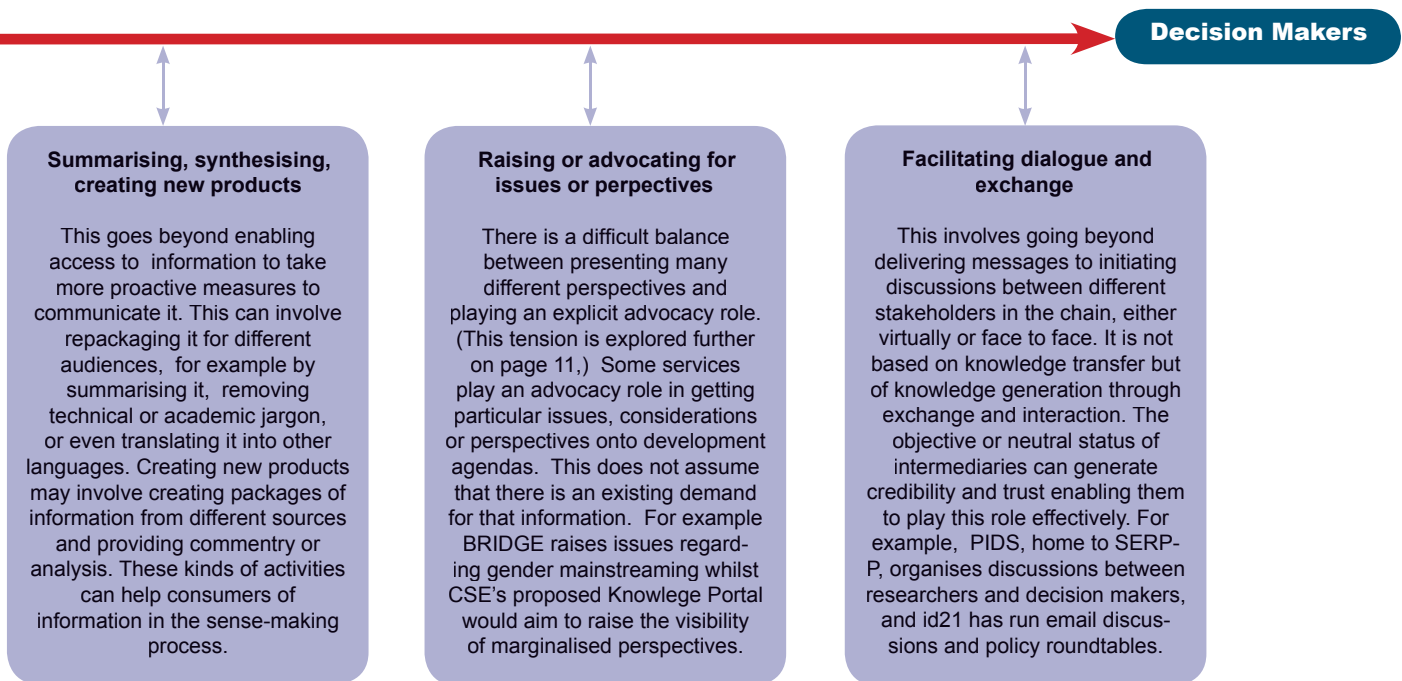 Decision Makers
Summarising, synthesising,
creating new products
This goes beyond enabling
access to  information to take
more proactive measures to
communicate it. This can involve
repackaging it for different
audiences,  for example by
summarising it,  removing
technical or academic jargon,
or even translating it into other
languages. Creating new products
may involve creating packages of
information from different sources
and providing commentry or
analysis. These kinds of activities
can help consumers of
information in the sense-making
process.
Raising or advocating for
issues or perpectives
There is a difficult balance
between presenting many
different perspectives and
playing an explicit advocacy role.
(This tension is explored further
on page 11,)  Some services
play an advocacy role in getting
particular issues, considerations
or perspectives onto development
agendas.  This does not assume
that there is an existing demand
for that information.  For example
BRIDGE raises issues regard-
ing gender mainstreaming whilst
CSE's proposed Knowlege Portal
would aim to raise the visibility
of marginalised perspectives.
Facilitating dialogue and
exchange
This involves going beyond
delivering messages to initiating
discussions between different
stakeholders in the chain, either
virtually or face to face. It is not
based on knowledge transfer but
of knowledge generation through
exchange and interaction. The
objective or neutral status of
intermediaries can generate
credibility and trust enabling them
to play this role effectively. For
example,  PIDS, home to SERP-
P, organises discussions between
researchers and decision makers,
and id21 has run email discus-
sions and policy roundtables.